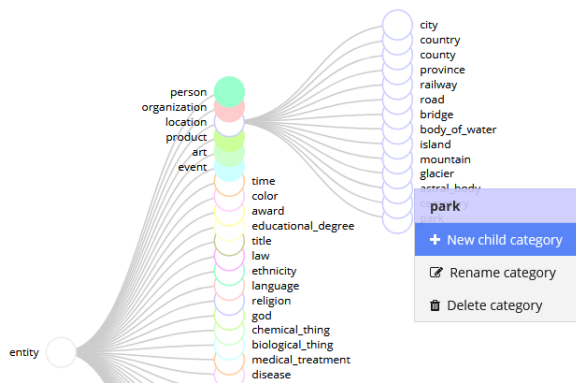 city
country
county
province
railway
road
bridge
body_of_water
island
mountain
glacier
astral_body
park
New child category
Rename category
Delete category
person
organization
location
product
art
event
time
color
award
educational_degree
title
law
ethnicity
language
religion
god
chemical_thing
biological_thing
medical_treatment
disease
entity